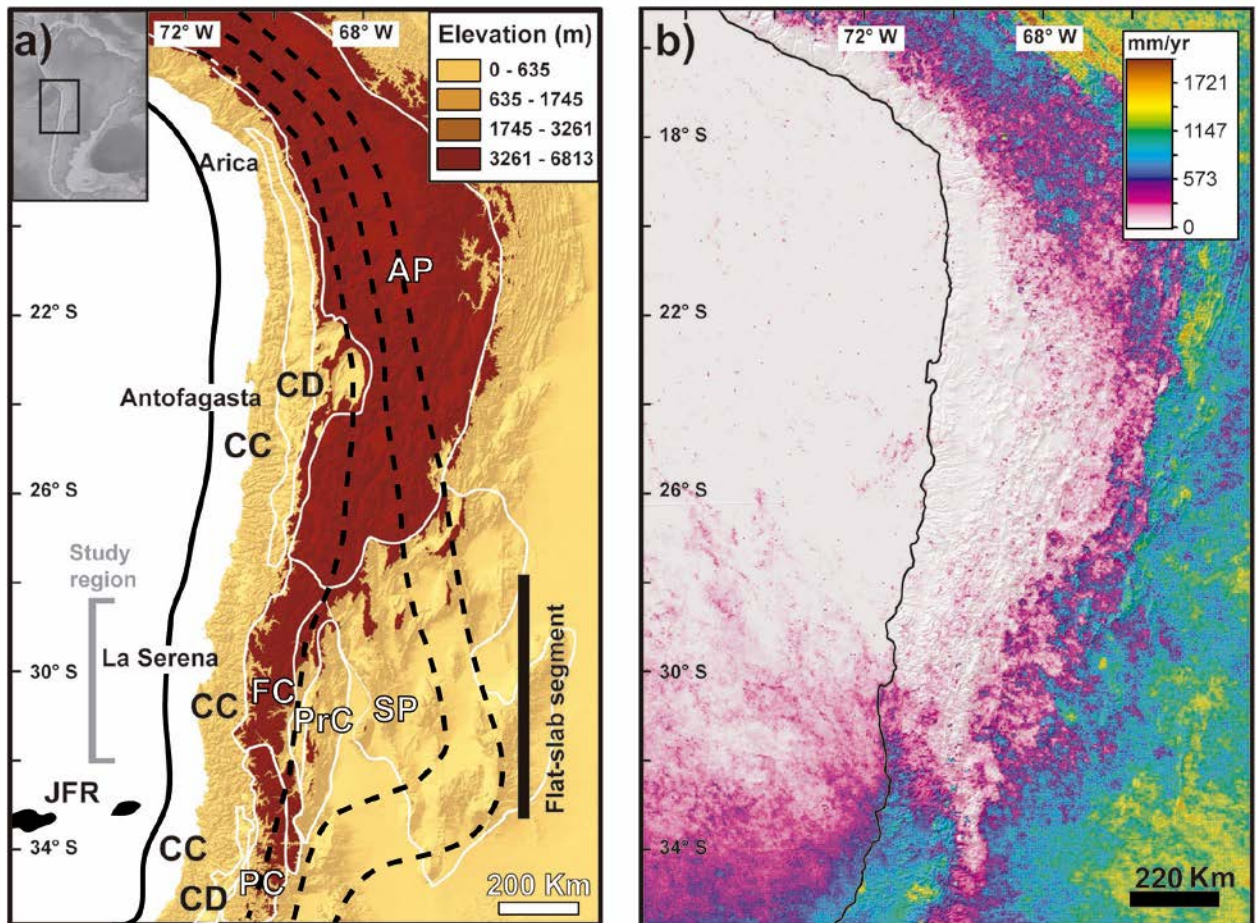 a)
72° W
68° W
Elevation (m)
0 - 635
635 - 1745
1745 - 3261
3261 - 6813
Arica
AP
22° S
CD
Antofagasta
CC
26° S
Study
region
La Serena
FC
CC
PrC
SP
Flat-slab segment
JFR
34° S
CC
PC
CD
200 Km
30° S
b)
72° W
68° W
mm/yr
1721
1147
573
0
18° S
22° S
26° S
30° S
34° S
220 Km